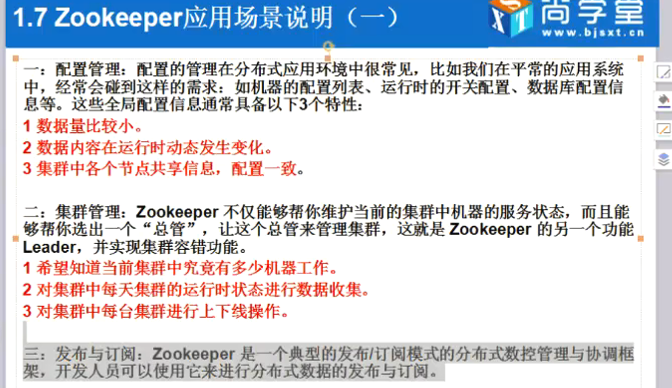 1.7 Zookeeper应用场景说明（一）
尚学堂
www.bjsxt.cn
一：配置管理：配置的管理在分布式应用环境中很常见，比如我们在平常的应用系统
中，经常会碰到这样的需求：如机器的配置列表、运行时的开关配置、数据库配置信
息等。这些全局配置信息通常具备以下3个特性：
1 数据量比较小。
2 数据内容在运行时动态发生变化。
3 集群中各个节点共享信息，配置一致。
二：集群管理：Zookeeper 不仅能够帮你维护当前的集群中机器的服务状态，而且能
够帮你选出一个“总管”，让这个总管来管理集群，这就是 Zookeeper 的另一个功能
Leader，并实现集群容错功能。
1 希望知道当前集群中究竟有多少机器工作。
2 对集群中每天集群的运行时状态进行数据收集。
3 对集群中每台集群进行上下线操作。
三：发布与订阅：Zookeeper 是一个典型的发布/订阅模式的分布式数控管理与协调框
架，开发人员可以使用它来进行分布式数据的发布与订阅。